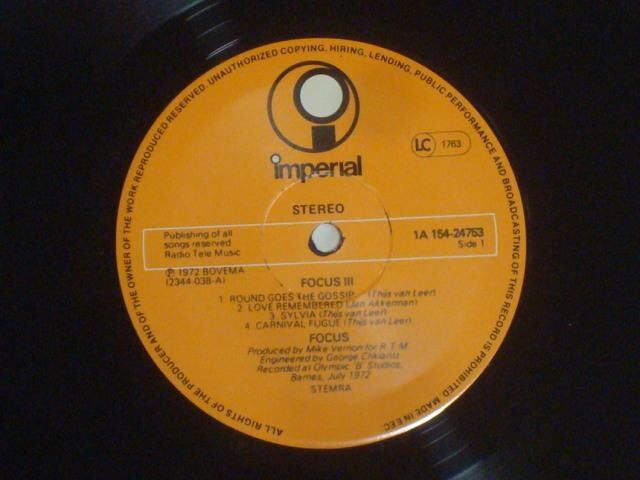 ALL RIGHTS OF THE PRODUCER AND OF THE OWNER OF THE WORK REPRODUCED RESERVED. UNAUTHORIZED COPYING, HIRING, LENDING, PUBLIC PERFORMANCE AND BROADCASTING OF THIS RECORD IS PROHIBITED. MADE IN EEC.
imperial
LC 1763
STEREO
Publishing of all
songs reserved
Radio Tele Music
1A 154-24753
Side 1
℗ 1972 BOVEMA
(2344-038-A)
FOCUS III
1 ROUND GOES THE GOSSIP... (Thijs van Leer)
2 LOVE REMEMBERED (Jan Akkerman)
3 SYLVIA (Thijs van Leer)
4 CARNIVAL FUGUE (Thijs van Leer)
FOCUS
Produced by Mike Vernon for R.T.M.
Engineered by George Chkiantz
Recorded at Olympic 'B' Studios,
Barnes, July 1972
STEMRA